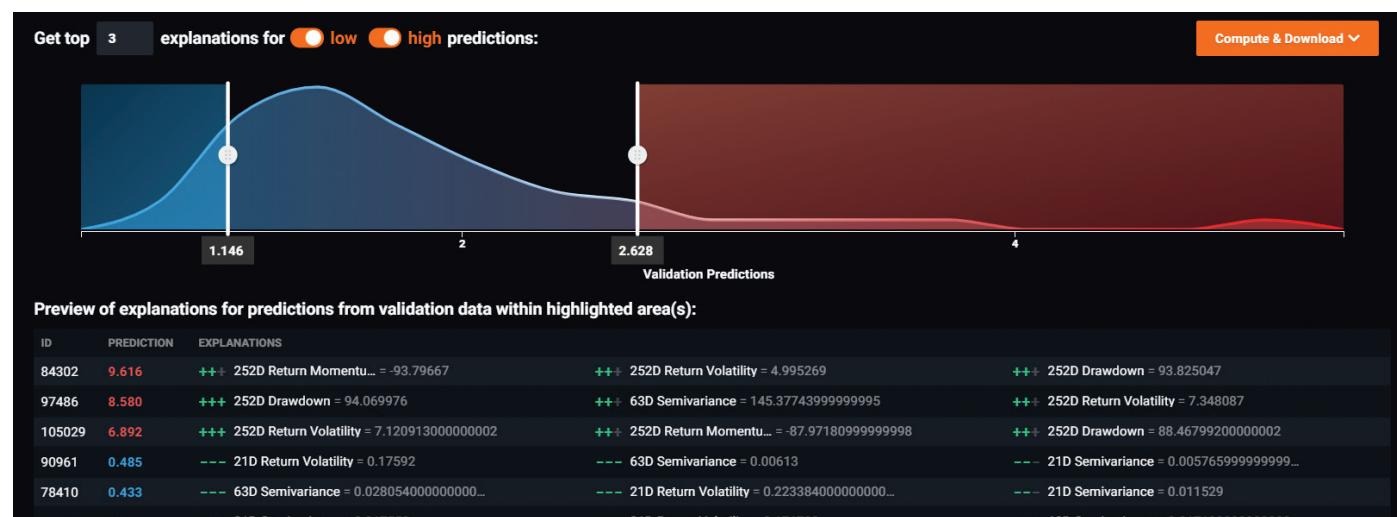 Get top 3 explanations for low high predictions:
Compute & Download
1.146 2 2.628 4
Validation Predictions
Preview of explanations for predictions from validation data within highlighted area(s):
ID PREDICTION EXPLANATIONS
84302 9.616 +++ 252D Return Momentu... = -93.79667 +++ 252D Return Volatility = 4.995269 +++ 252D Drawdown = 93.825047
97486 8.580 +++ 252D Drawdown = 94.069976 +++ 63D Semivariance = 145.37743999999995 +++ 252D Return Volatility = 7.348087
105029 6.892 +++ 252D Return Volatility = 7.120913000000002 +++ 252D Return Momentu... = -87.97180999999998 +++ 252D Drawdown = 88.46799200000002
90961 0.485 --- 21D Return Volatility = 0.17592 --- 63D Semivariance = 0.00613 --- 21D Semivariance = 0.005765999999999...
78410 0.433 --- 63D Semivariance = 0.028054000000000... --- 21D Return Volatility = 0.223384000000000... --- 21D Semivariance = 0.011529